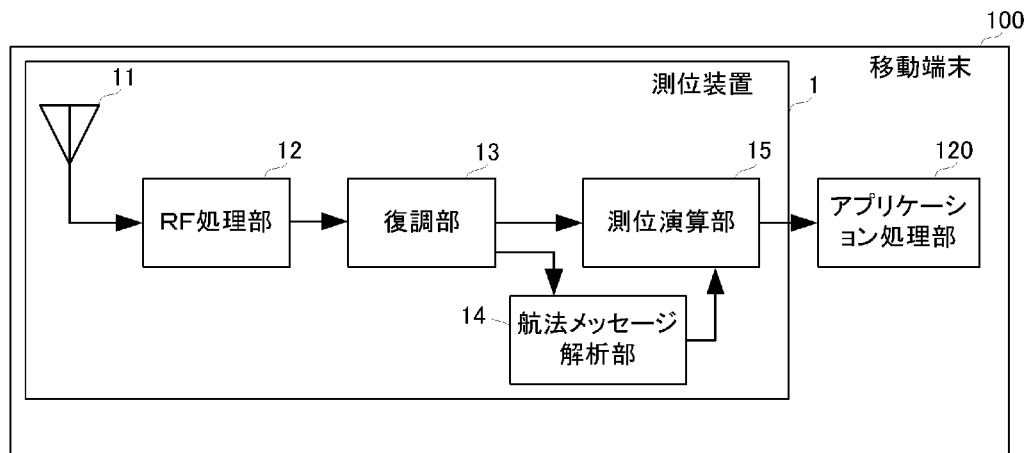 100
移動端末
測位装置
1
11
12
13
15
120
RF処理部
復調部
測位演算部
アプリケーシ
ョン処理部
14
航法メッセージ
解析部